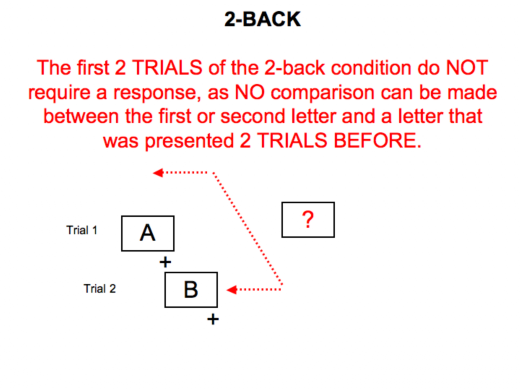 2-BACK
The first 2 TRIALS of the 2-back condition do NOT
require a response, as NO comparison can be made
between the first or second letter and a letter that
was presented 2 TRIALS BEFORE.
?
Trial 1 A
+
Trial 2 B
+